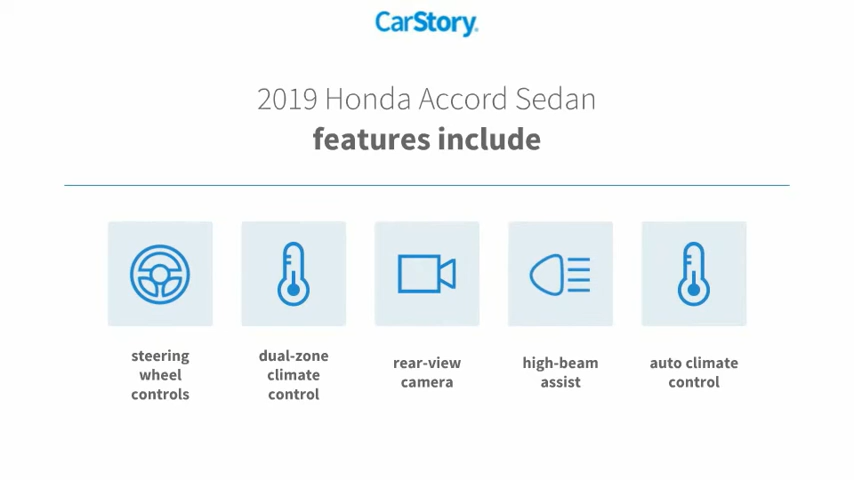 CarStory.
2019 Honda Accord Sedan
features include
steering
wheel
controls
dual-zone
climate
control
rear-view
camera
high-beam
assist
auto climate
control